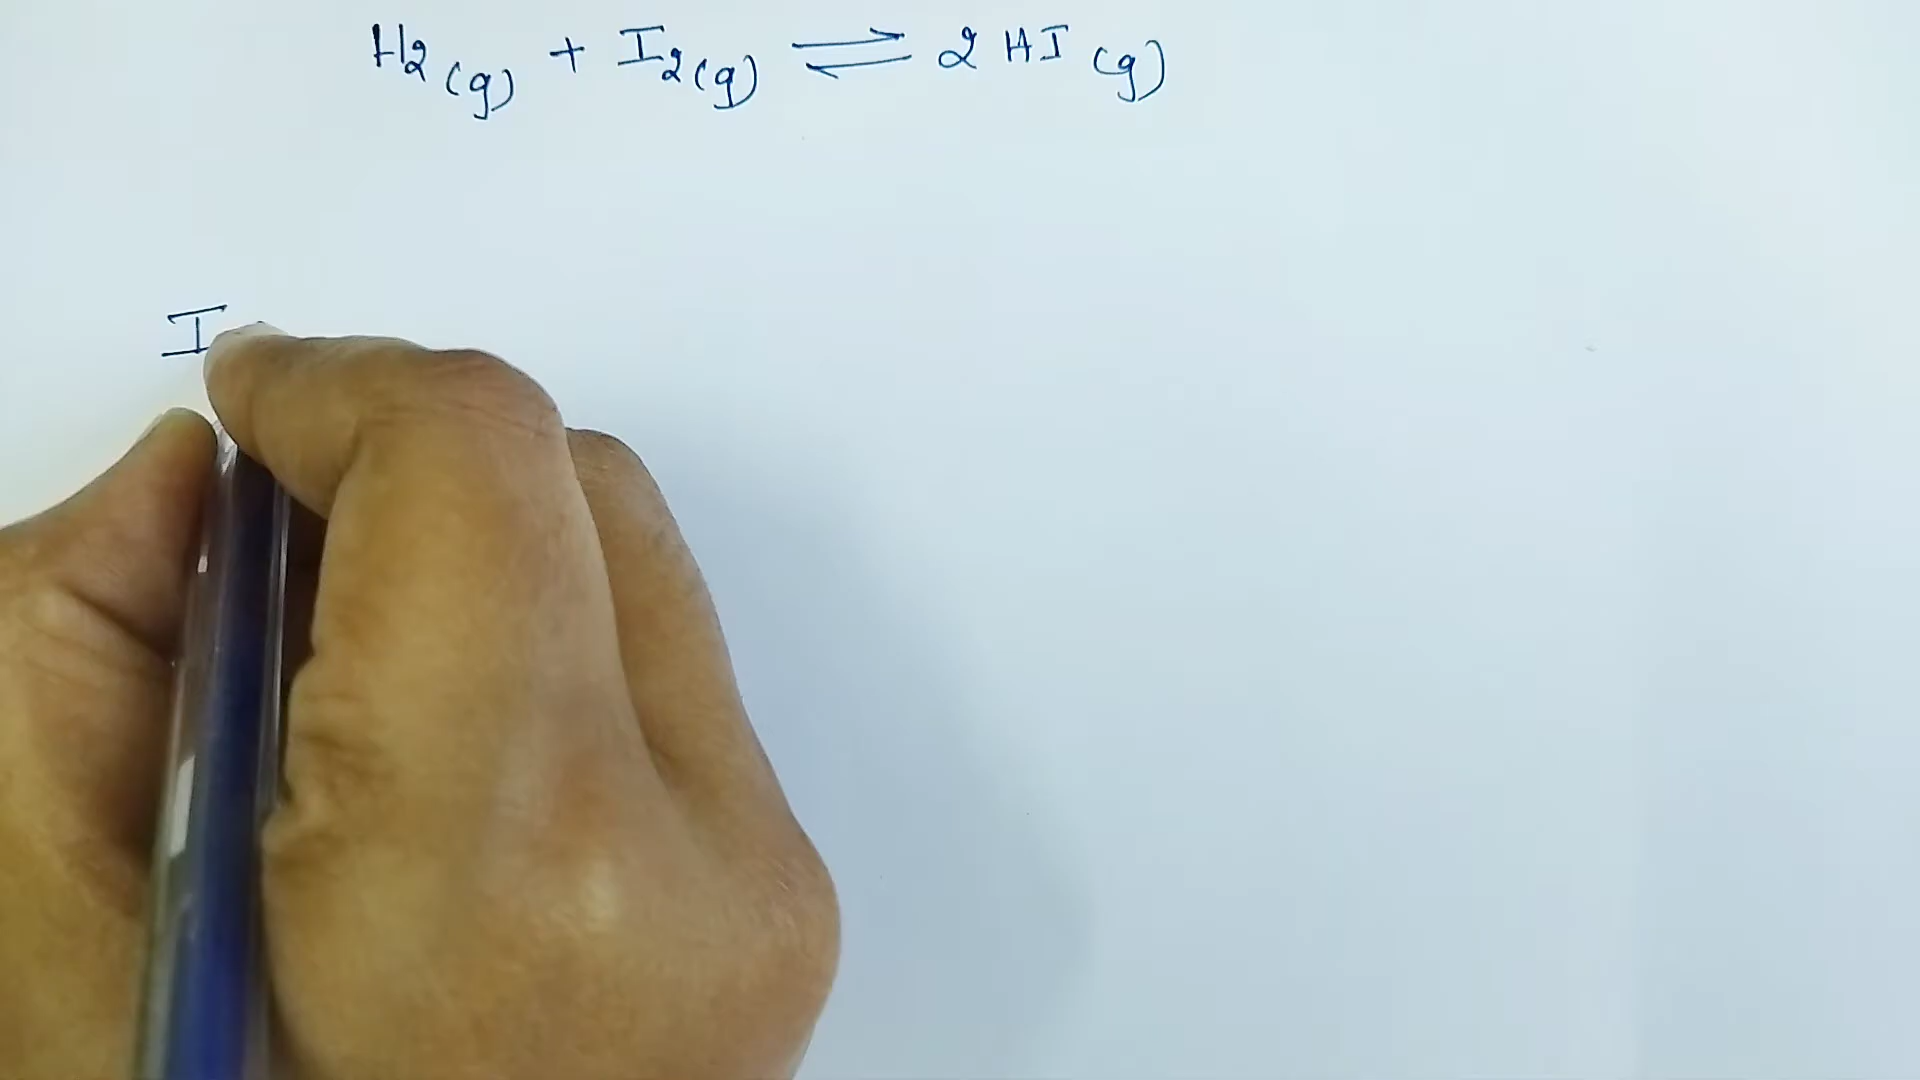 H₂(g) + I₂(g) ⇌ 2 HI (g)
I